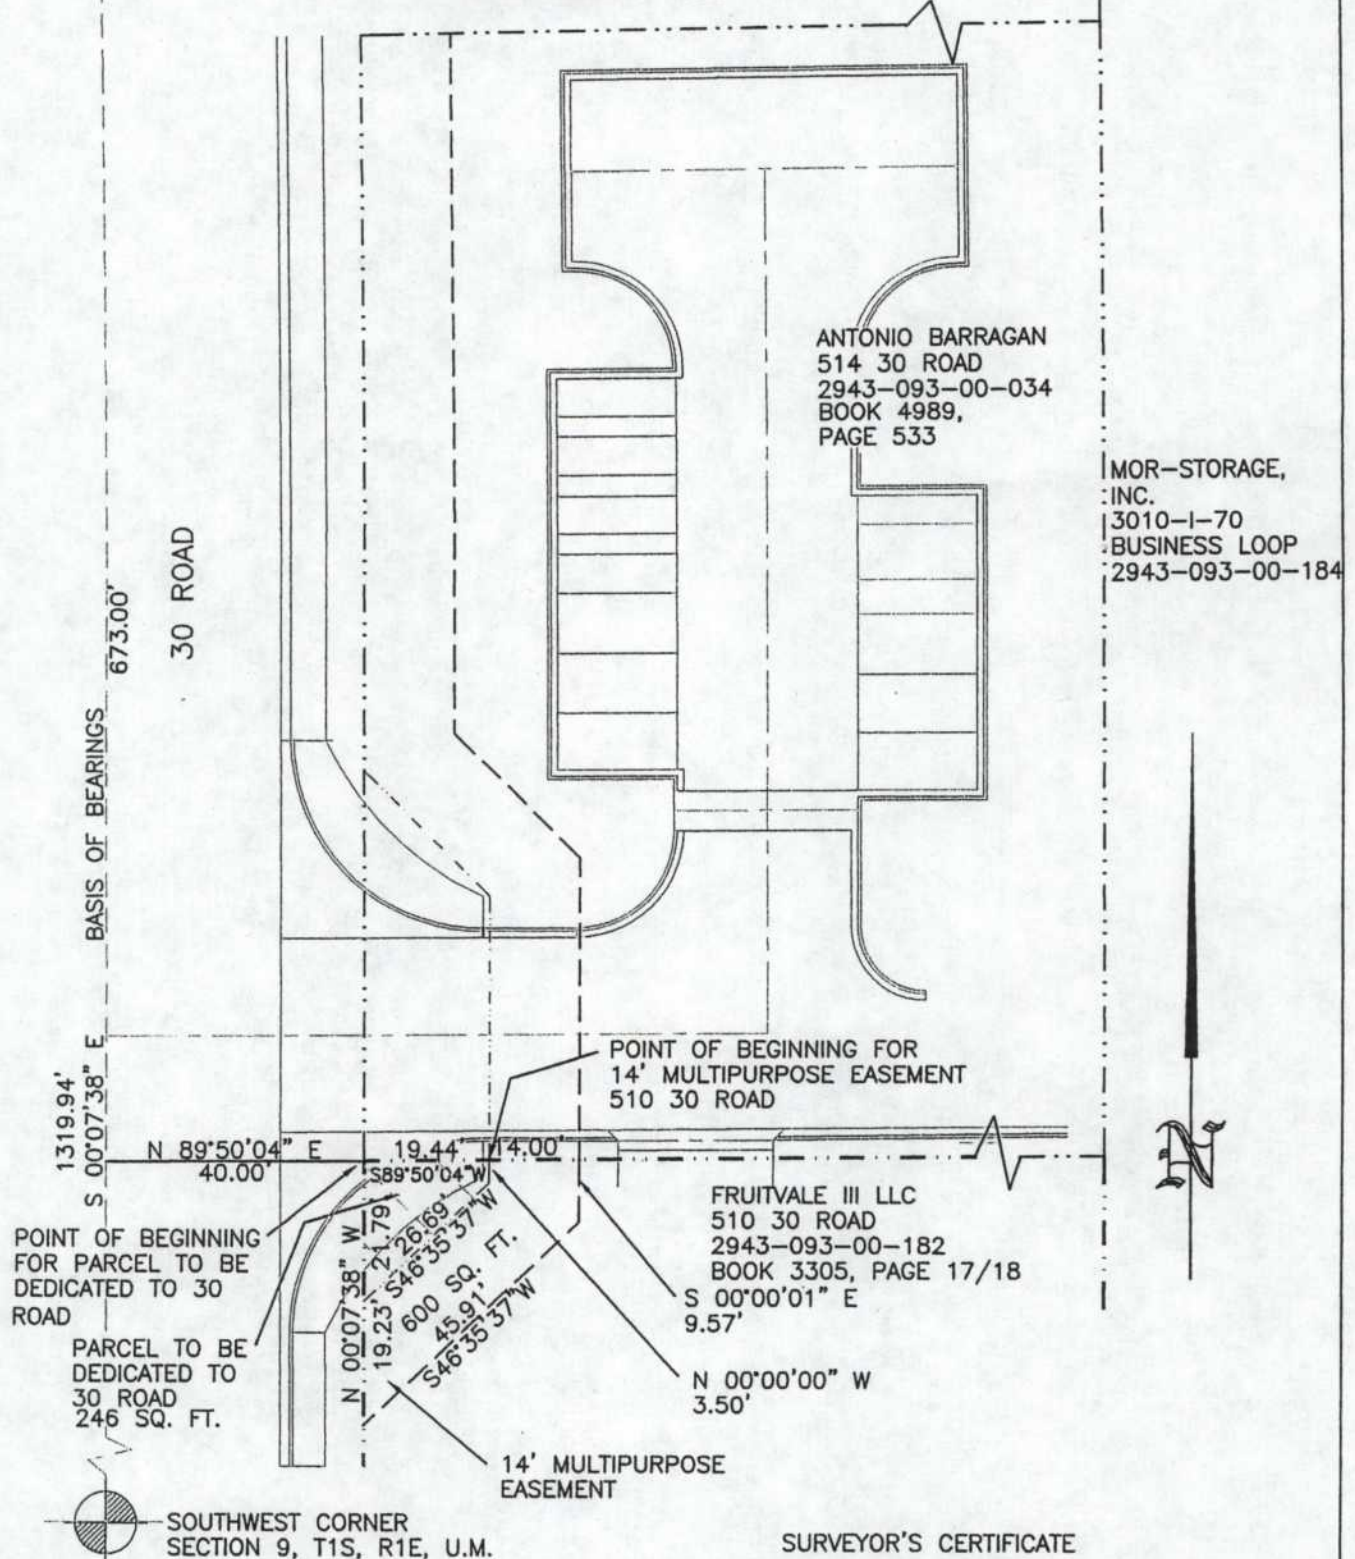 ANTONIO BARRAGAN
514 30 ROAD
2943-093-00-034
BOOK 4989,
PAGE 533
MOR-STORAGE,
INC.
3010-I-70
BUSINESS LOOP
2943-093-00-184
673.00'
30 ROAD
BASIS OF BEARINGS
1319.94'
S 00°07'38" E
POINT OF BEGINNING FOR
14' MULTIPURPOSE EASEMENT
510 30 ROAD
N 89°50'04" E
40.00'
19.44'
14.00'
S89°50'04"W
POINT OF BEGINNING
FOR PARCEL TO BE
DEDICATED TO 30
ROAD
PARCEL TO BE
DEDICATED TO
30 ROAD
246 SQ. FT.
N 00°07'38" W
21.79'
19.23'
26.69'
S46°35'37"W
600 SQ. FT.
45.91'
S46°35'37"W
FRUITVALE III LLC
510 30 ROAD
2943-093-00-182
BOOK 3305, PAGE 17/18
S 00°00'01" E
9.57'
N 00°00'00" W
3.50'
14' MULTIPURPOSE
EASEMENT
N
SOUTHWEST CORNER
SECTION 9, T1S, R1E, U.M.
SURVEYOR'S CERTIFICATE